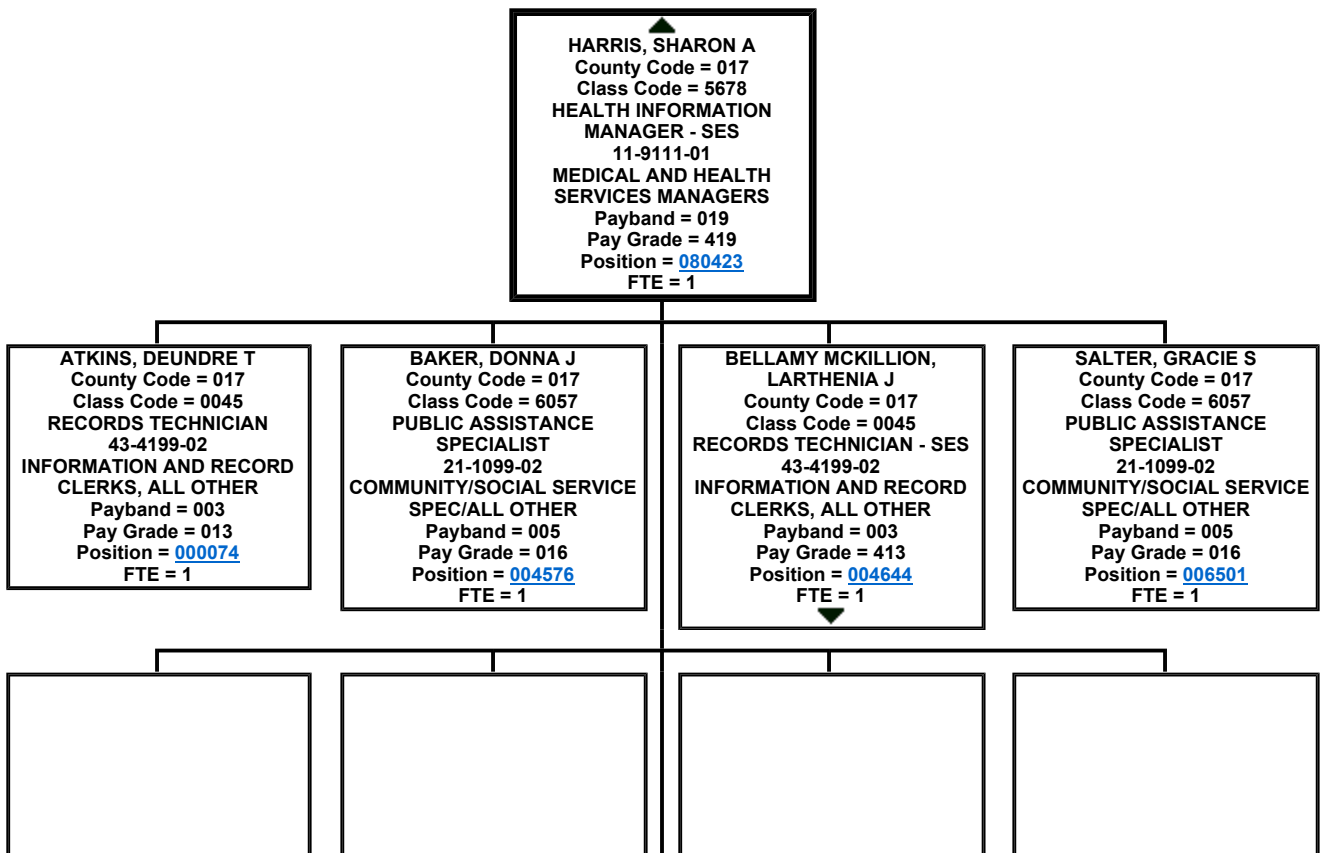 HARRIS, SHARON A
County Code = 017
Class Code = 5678
HEALTH INFORMATION
MANAGER - SES
11-9111-01
MEDICAL AND HEALTH
SERVICES MANAGERS
Payband = 019
Pay Grade = 419
Position = 080423
FTE = 1
ATKINS, DEUNDRE T
County Code = 017
Class Code = 0045
RECORDS TECHNICIAN
43-4199-02
INFORMATION AND RECORD
CLERKS, ALL OTHER
Payband = 003
Pay Grade = 013
Position = 000074
FTE = 1
BAKER, DONNA J
County Code = 017
Class Code = 6057
PUBLIC ASSISTANCE
SPECIALIST
21-1099-02
COMMUNITY/SOCIAL SERVICE
SPEC/ALL OTHER
Payband = 005
Pay Grade = 016
Position = 004576
FTE = 1
BELLAMY MCKILLION,
LARTHENIA J
County Code = 017
Class Code = 0045
RECORDS TECHNICIAN - SES
43-4199-02
INFORMATION AND RECORD
CLERKS, ALL OTHER
Payband = 003
Pay Grade = 413
Position = 004644
FTE = 1
SALTER, GRACIE S
County Code = 017
Class Code = 6057
PUBLIC ASSISTANCE
SPECIALIST
21-1099-02
COMMUNITY/SOCIAL SERVICE
SPEC/ALL OTHER
Payband = 005
Pay Grade = 016
Position = 006501
FTE = 1